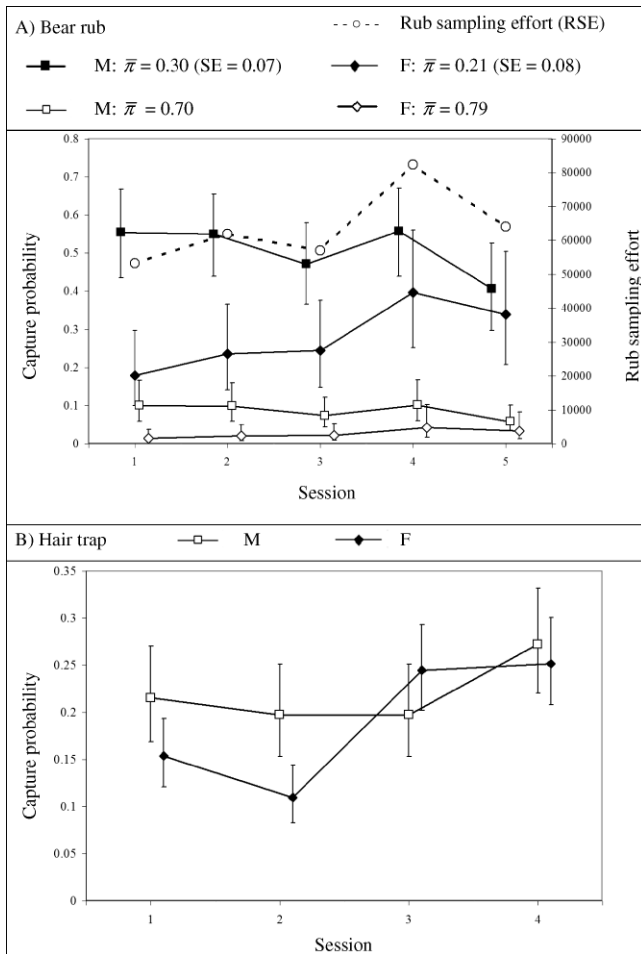 A) Bear rub
Rub sampling effort (RSE)
M: π̅ = 0.30 (SE = 0.07)
F: π̅ = 0.21 (SE = 0.08)
M: π̅ = 0.70
F: π̅ = 0.79
0.8
0.7
0.6
0.5
0.4
0.3
0.2
0.1
0
Capture probability
90000
80000
70000
60000
50000
40000
30000
20000
10000
0
Rub sampling effort
1 2 3 4 5
Session
B) Hair trap
M
F
0.35
0.3
0.25
0.2
0.15
0.1
0.05
0
Capture probability
1 2 3 4
Session